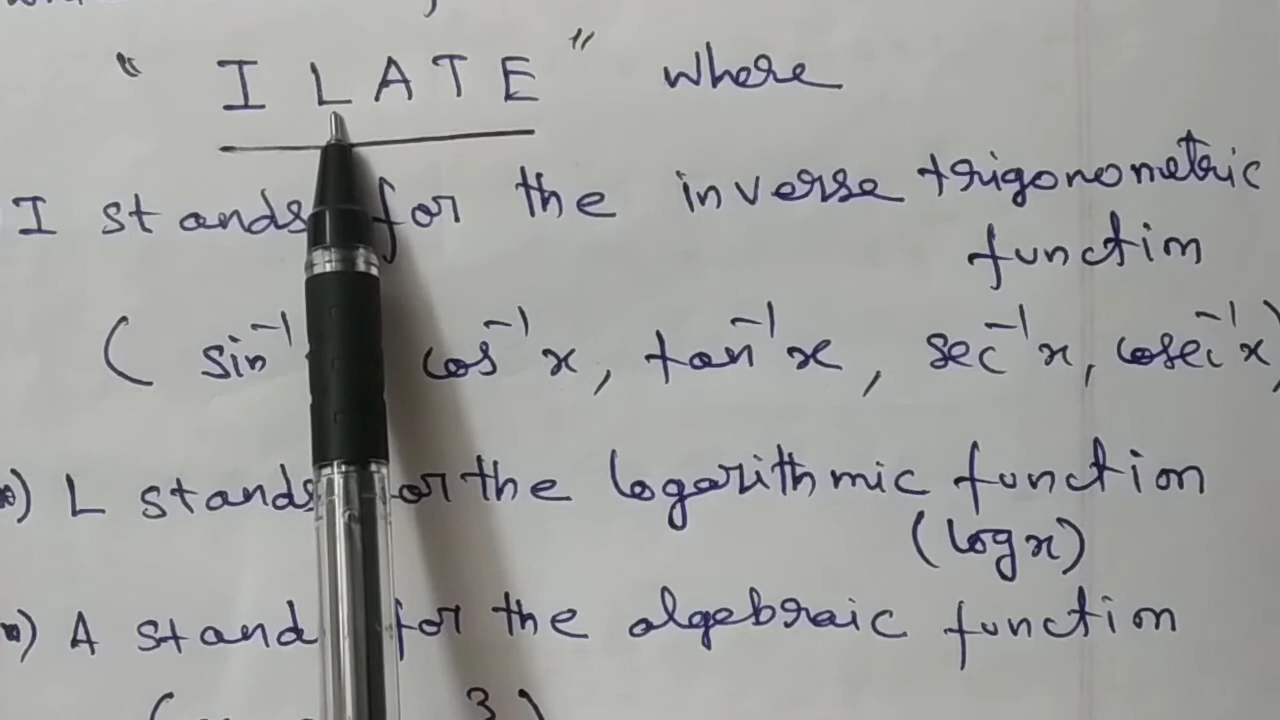 " I L A T E " where
I stands for the inverse trigonometric
function
( sin⁻¹ cos⁻¹x, tan⁻¹x, sec⁻¹x, cosec⁻¹x)
) L stands for the logarithmic function
(log x)
) A stand for the algebraic function